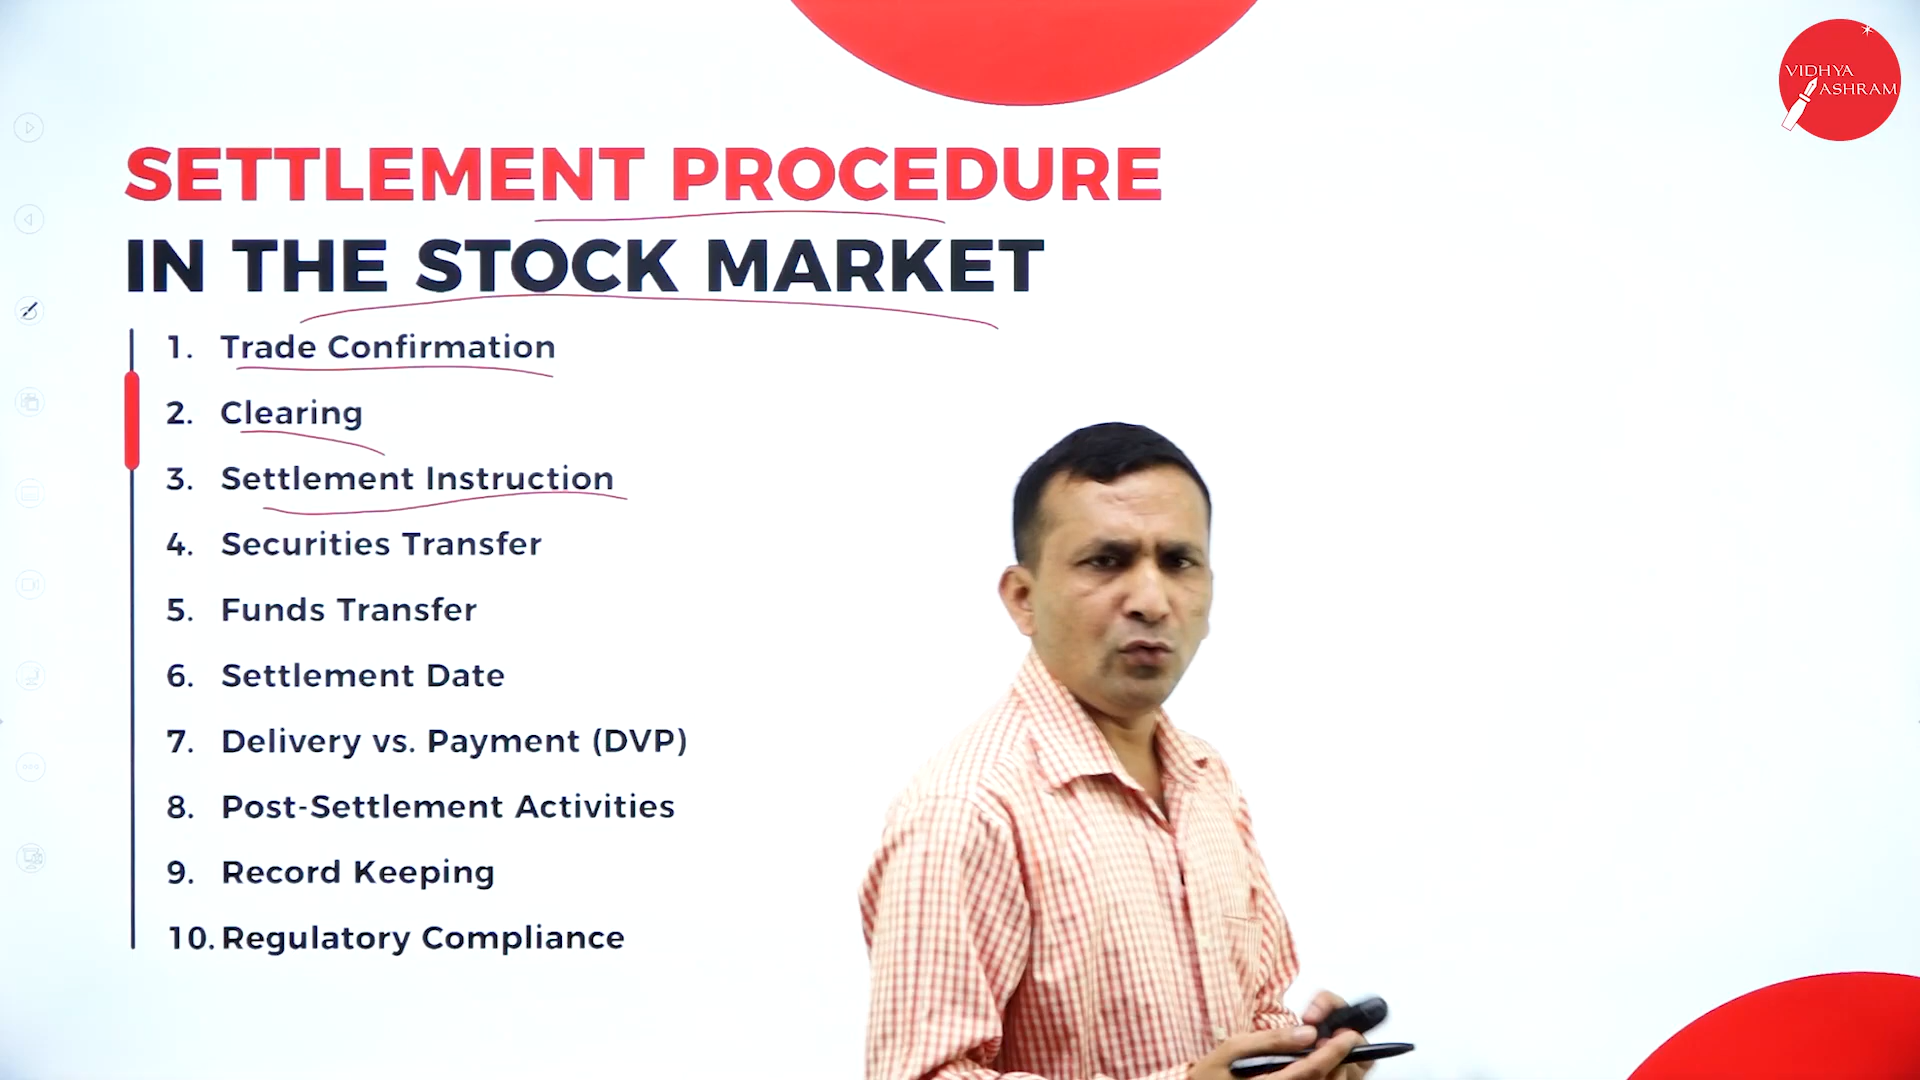 VIDHYA
ASHRAM
SETTLEMENT PROCEDURE
IN THE STOCK MARKET
1. Trade Confirmation
2. Clearing
3. Settlement Instruction
4. Securities Transfer
5. Funds Transfer
6. Settlement Date
7. Delivery vs. Payment (DVP)
8. Post-Settlement Activities
9. Record Keeping
10. Regulatory Compliance